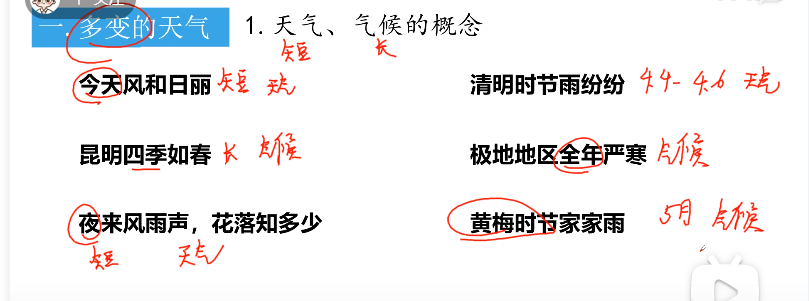 一.多变的天气 1.天气、气候的概念
短 长
今天风和日丽 短 天气
清明时节雨纷纷 4.4-4.6 天气
昆明四季如春 长 气候
极地地区全年严寒 气候
夜来风雨声，花落知多少
短 天气
黄梅时节家家雨 5月 气候